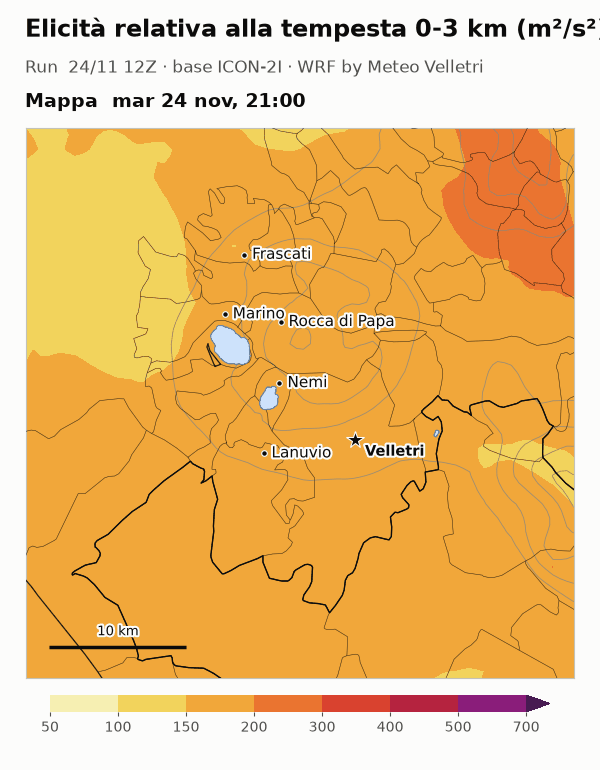 Elicità relativa alla tempesta 0-3 km (m²/s²)
Run 24/11 12Z · base ICON-2I · WRF by Meteo Velletri
Mappa mar 24 nov, 21:00
Frascati
Marino
Rocca di Papa
Nemi
Velletri
Lanuvio
10 km
50 100 150 200 300 400 500 700